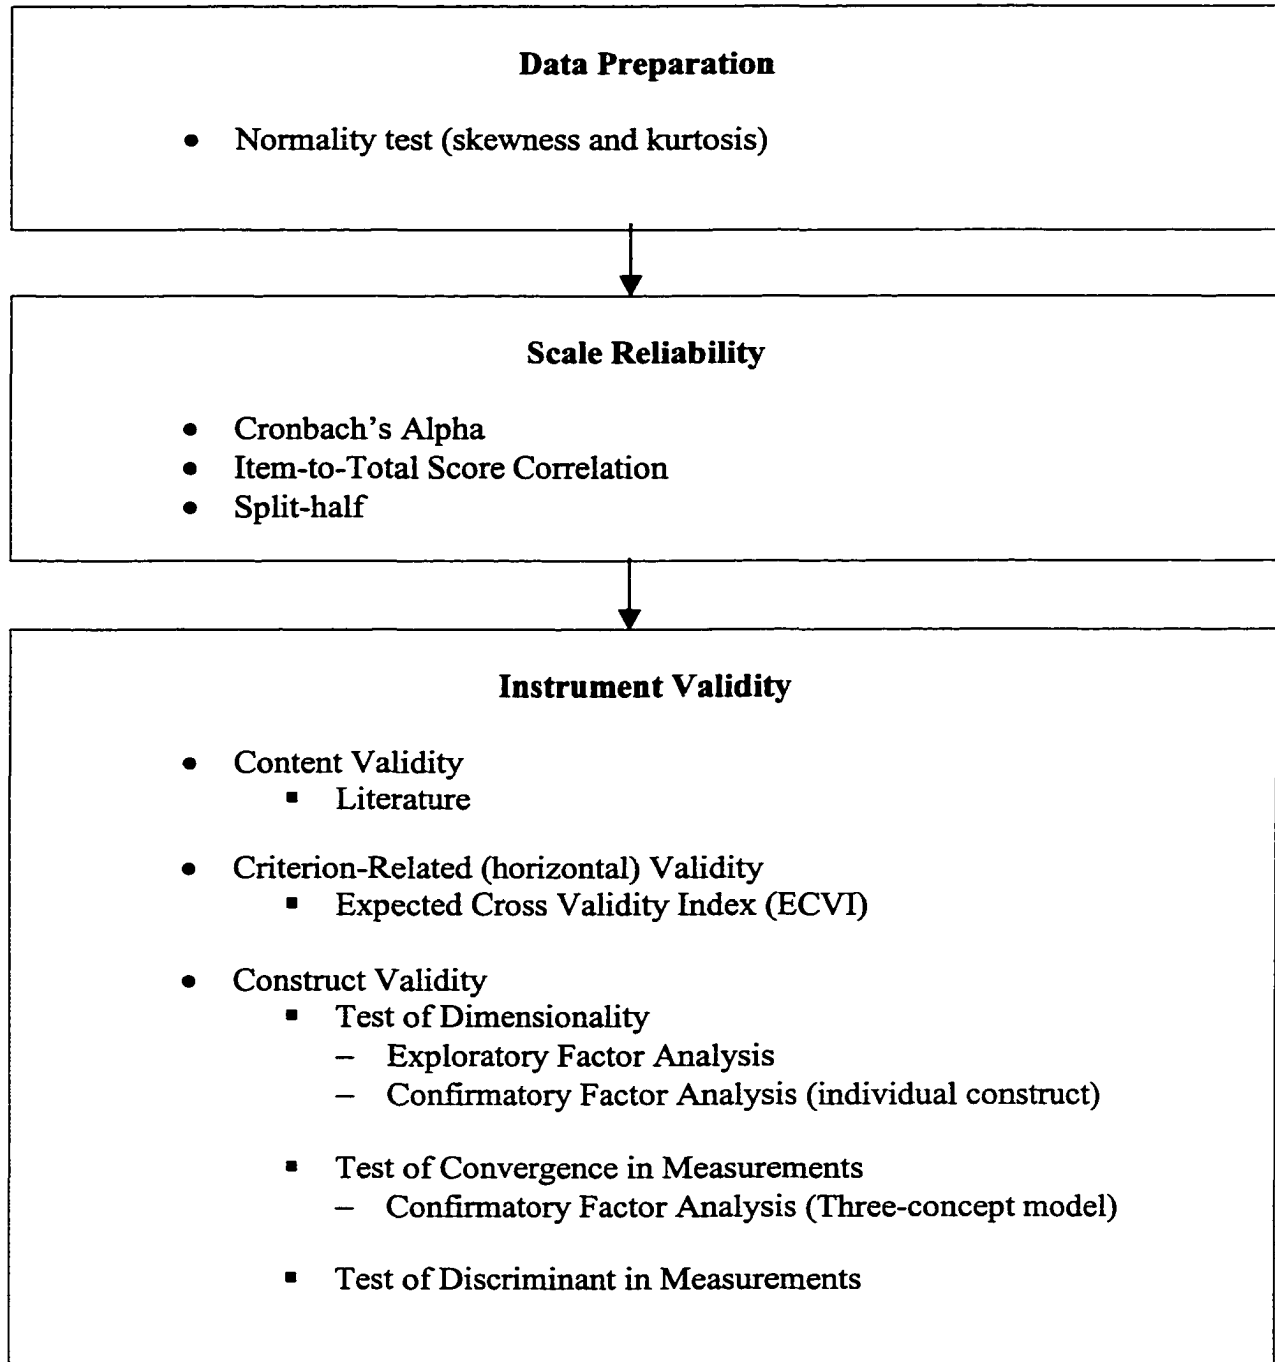 Data Preparation
● Normality test (skewness and kurtosis)
Scale Reliability
● Cronbach's Alpha
● Item-to-Total Score Correlation
● Split-half
Instrument Validity
● Content Validity
▪ Literature
● Criterion-Related (horizontal) Validity
▪ Expected Cross Validity Index (ECVI)
● Construct Validity
▪ Test of Dimensionality
– Exploratory Factor Analysis
– Confirmatory Factor Analysis (individual construct)
▪ Test of Convergence in Measurements
– Confirmatory Factor Analysis (Three-concept model)
▪ Test of Discriminant in Measurements